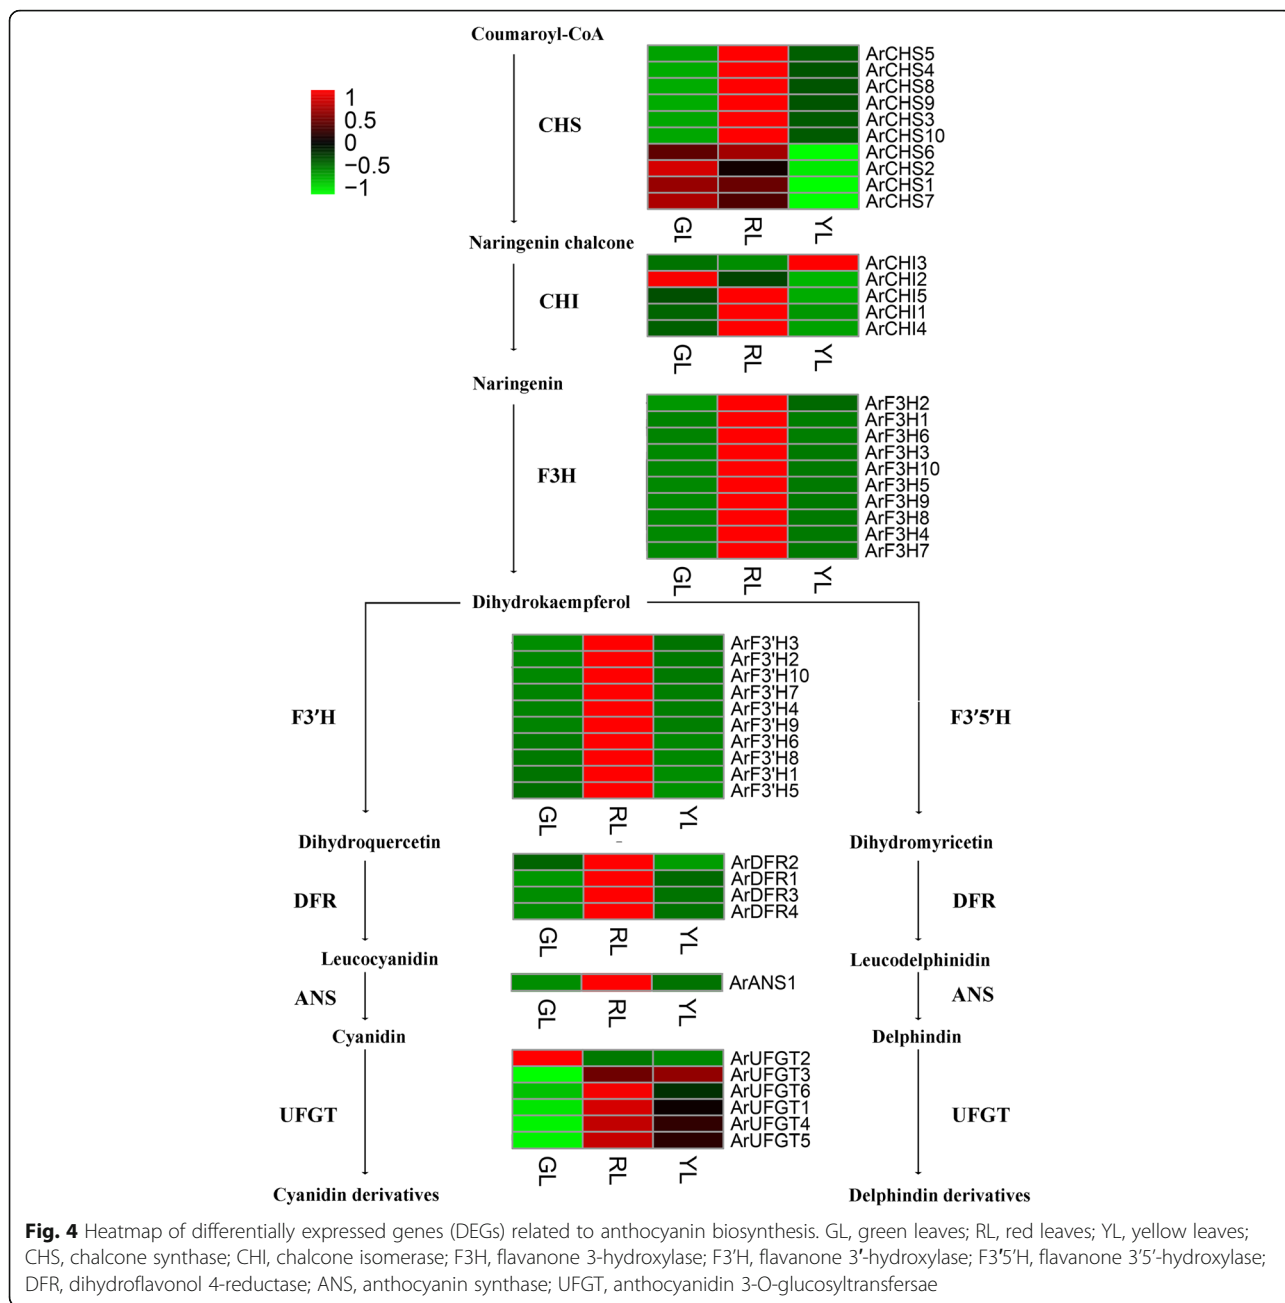 Coumaroyl-CoA
1
0.5
0
−0.5
−1
CHS
ArCHS5
ArCHS4
ArCHS8
ArCHS9
ArCHS3
ArCHS10
ArCHS6
ArCHS2
ArCHS1
ArCHS7
GL RL YL
Naringenin chalcone
CHI
ArCHI3
ArCHI2
ArCHI5
ArCHI1
ArCHI4
GL RL YL
Naringenin
F3H
ArF3H2
ArF3H1
ArF3H6
ArF3H3
ArF3H10
ArF3H5
ArF3H9
ArF3H8
ArF3H4
ArF3H7
GL RL YL
Dihydrokaempferol
F3′H
ArF3'H3
ArF3'H2
ArF3'H10
ArF3'H7
ArF3'H4
ArF3'H9
ArF3'H6
ArF3'H8
ArF3'H1
ArF3'H5
GL RL YL
F3′5′H
Dihydroquercetin
Dihydromyricetin
DFR
ArDFR2
ArDFR1
ArDFR3
ArDFR4
GL RL YL
DFR
Leucocyanidin
Leucodelphinidin
ANS
ArANS1
GL RL YL
ANS
Cyanidin
Delphindin
UFGT
ArUFGT2
ArUFGT3
ArUFGT6
ArUFGT1
ArUFGT4
ArUFGT5
GL RL YL
UFGT
Cyanidin derivatives
Delphindin derivatives
Fig. 4 Heatmap of differentially expressed genes (DEGs) related to anthocyanin biosynthesis. GL, green leaves; RL, red leaves; YL, yellow leaves;
CHS, chalcone synthase; CHI, chalcone isomerase; F3H, flavanone 3-hydroxylase; F3′H, flavanone 3′-hydroxylase; F3′5′H, flavanone 3′5′-hydroxylase;
DFR, dihydroflavonol 4-reductase; ANS, anthocyanin synthase; UFGT, anthocyanidin 3-O-glucosyltransfersae